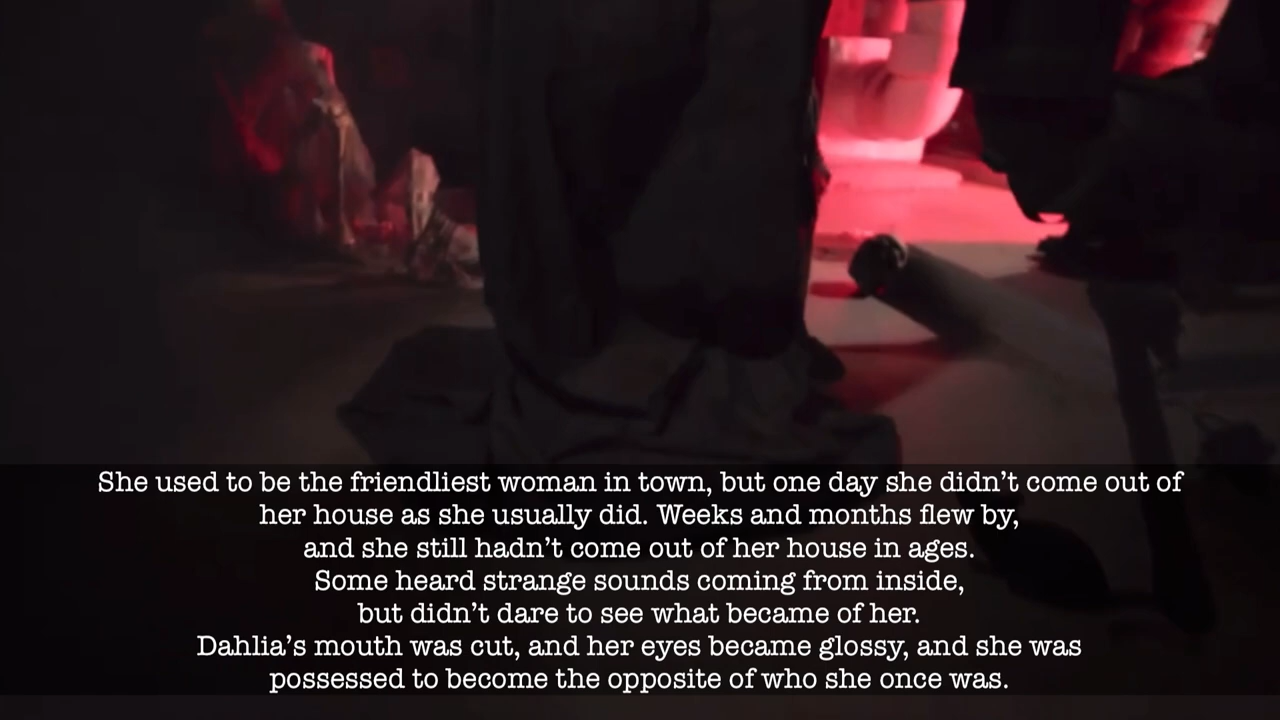 She used to be the friendliest woman in town, but one day she didn’t come out of
her house as she usually did. Weeks and months flew by,
and she still hadn’t come out of her house in ages.
Some heard strange sounds coming from inside,
but didn’t dare to see what became of her.
Dahlia’s mouth was cut, and her eyes became glossy, and she was
possessed to become the opposite of who she once was.